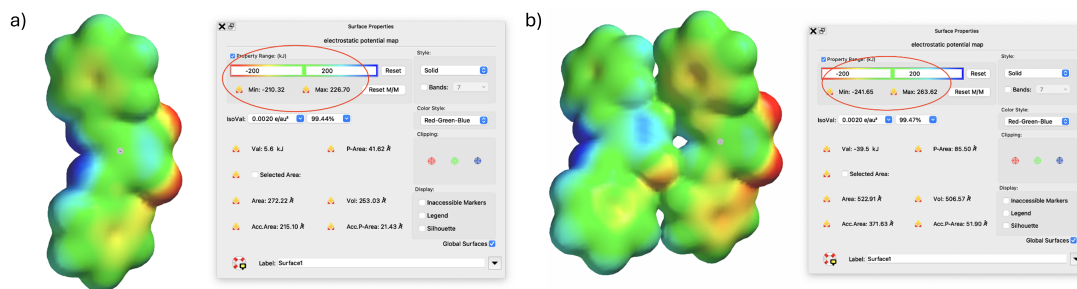 a)
Surface Properties
electrostatic potential map
Property Range: (kJ)
-200 200 Reset
Min: -210.32 Max: 226.70 Reset M/M
IsoVal: 0.0020 e/au³ 99.44%
Val: 5.6 kJ P-Area: 41.62 Å
Selected Area:
Area: 272.22 Å Vol: 253.03 Å
Acc.Area: 215.10 Å Acc.P-Area: 21.43 Å
Style:
Solid
Bands: 7
Color Style:
Red-Green-Blue
Clipping:
Display:
Inaccessible Markers
Legend
Silhouette
Global Surfaces
Label: Surface1
b)
Surface Properties
electrostatic potential map
Property Range: (kJ)
-200 200 Reset
Min: -241.65 Max: 263.62 Reset M/M
IsoVal: 0.0020 e/au³ 99.47%
Val: -39.5 kJ P-Area: 85.50 Å
Selected Area:
Area: 522.91 Å Vol: 506.57 Å
Acc.Area: 371.63 Å Acc.P-Area: 51.90 Å
Style:
Solid
Bands: 7
Color Style:
Red-Green-Blue
Clipping:
Display:
Inaccessible Markers
Legend
Silhouette
Global Surfaces
Label: Surface1